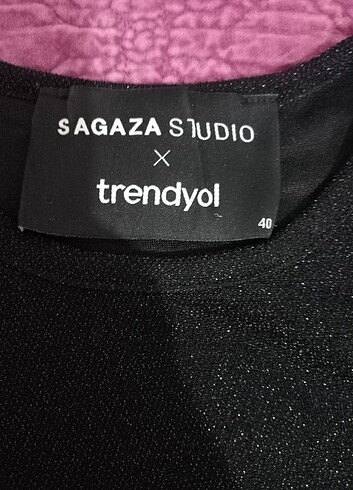 SAGAZA STUDIO
×
trendyol
40